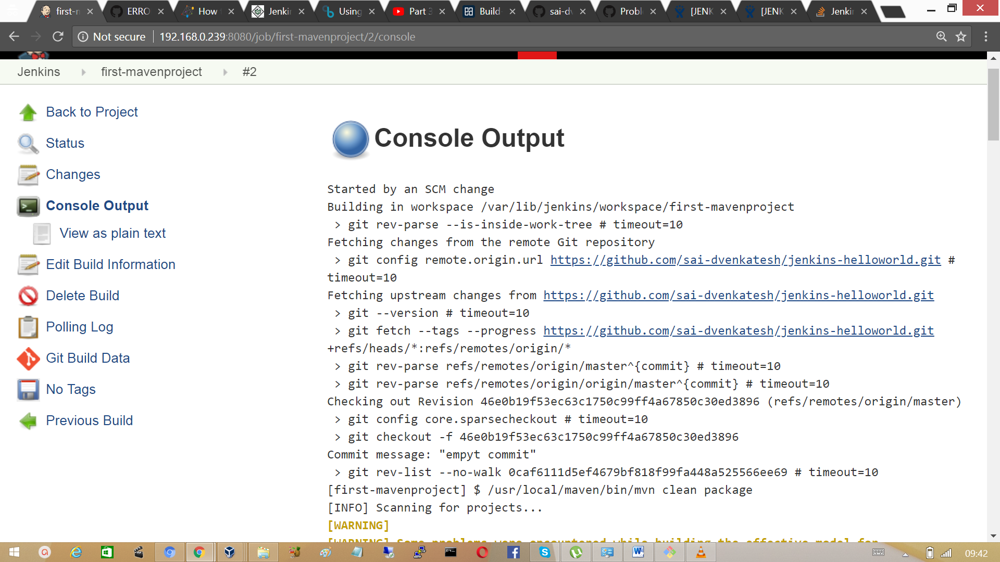 first-n
ERRO
How
Jenkin
Using
Part 3
Build
sai-dv
Probl
[JENK
[JENK
Jenkin
Not secure
192.168.0.239:8080/job/first-mavenproject/2/console
Jenkins
first-mavenproject
#2
Back to Project
Status
Changes
Console Output
View as plain text
Edit Build Information
Delete Build
Polling Log
Git Build Data
No Tags
Previous Build
Console Output
Started by an SCM change
Building in workspace /var/lib/jenkins/workspace/first-mavenproject
> git rev-parse --is-inside-work-tree # timeout=10
Fetching changes from the remote Git repository
> git config remote.origin.url https://github.com/sai-dvenkatesh/jenkins-helloworld.git #
timeout=10
Fetching upstream changes from https://github.com/sai-dvenkatesh/jenkins-helloworld.git
> git --version # timeout=10
> git fetch --tags --progress https://github.com/sai-dvenkatesh/jenkins-helloworld.git
+refs/heads/*:refs/remotes/origin/*
> git rev-parse refs/remotes/origin/master^{commit} # timeout=10
> git rev-parse refs/remotes/origin/origin/master^{commit} # timeout=10
Checking out Revision 46e0b19f53ec63c1750c99ff4a67850c30ed3896 (refs/remotes/origin/master)
> git config core.sparsecheckout # timeout=10
> git checkout -f 46e0b19f53ec63c1750c99ff4a67850c30ed3896
Commit message: "empyt commit"
> git rev-list --no-walk 0caf6111d5ef4679bf818f99fa448a525566ee69 # timeout=10
[first-mavenproject] $ /usr/local/maven/bin/mvn clean package
[INFO] Scanning for projects...
[WARNING]
[WARNING] Some problems were encountered while building the effective model for
09:42